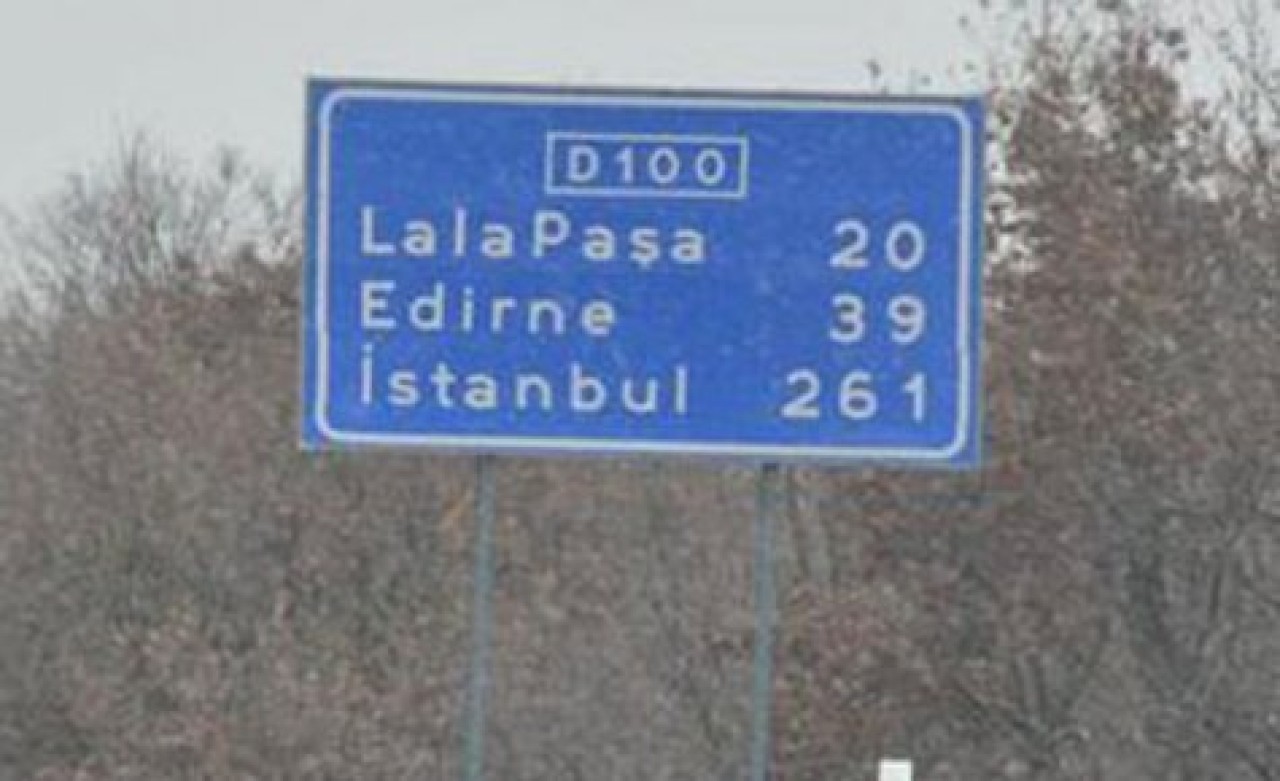 D100
LalaPaşa 20
Edirne 39
İstanbul 261